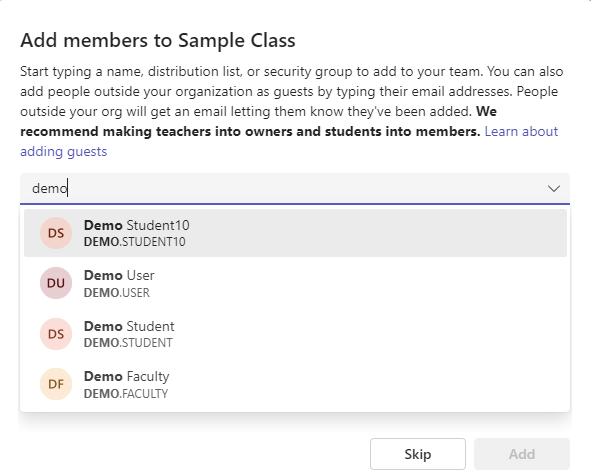 Add members to Sample Class
Start typing a name, distribution list, or security group to add to your team. You can also
add people outside your organization as guests by typing their email addresses. People
outside your org will get an email letting them know they've been added. We
recommend making teachers into owners and students into members. Learn about
adding guests
demo
DS
Demo Student10
DEMO.STUDENT10
DU
Demo User
DEMO.USER
DS
Demo Student
DEMO.STUDENT
DF
Demo Faculty
DEMO.FACULTY
Skip
Add